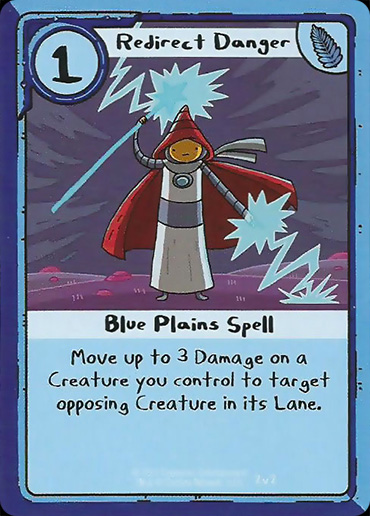 1
Redirect Danger
Blue Plains Spell
Move up to 3 Damage on a
Creature you control to target
opposing Creature in its Lane.
2v2